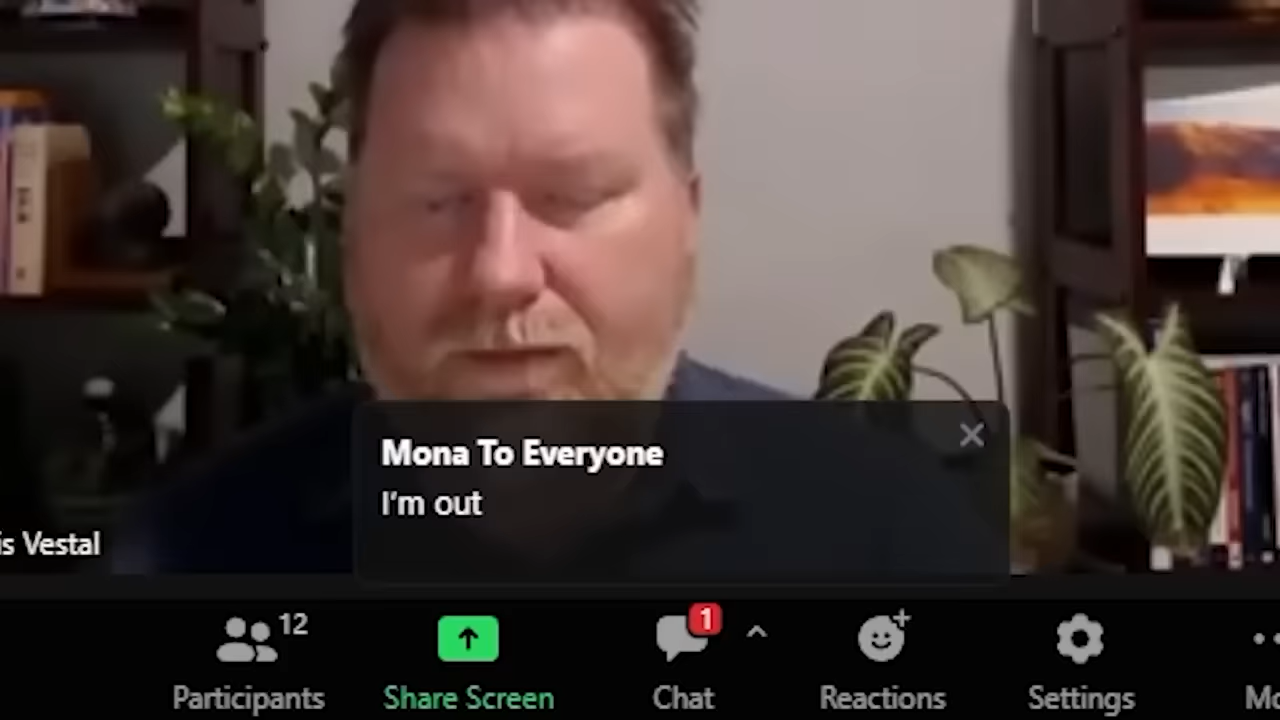 Mona To Everyone
I'm out
is Vestal
12
1
Participants
Share Screen
Chat
Reactions
Settings
Mo